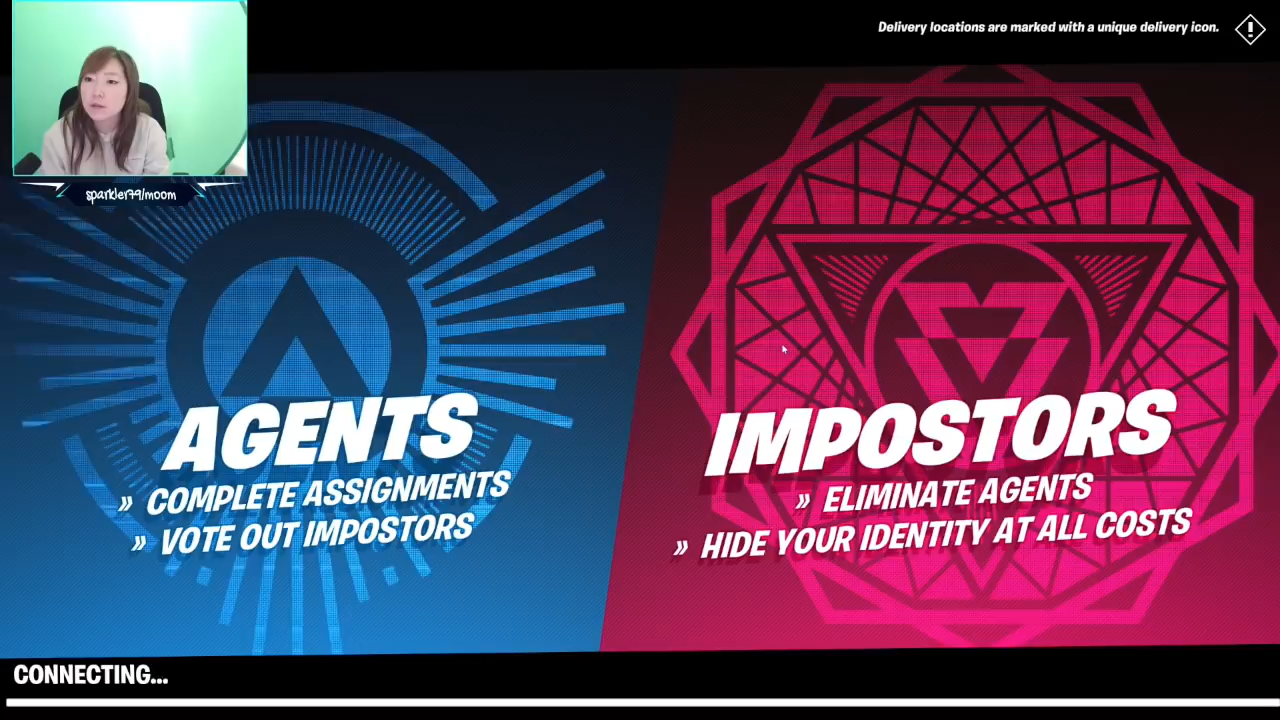 Delivery locations are marked with a unique delivery icon.
sparkler79/moom
AGENTS
» COMPLETE ASSIGNMENTS
» VOTE OUT IMPOSTORS
IMPOSTORS
» ELIMINATE AGENTS
» HIDE YOUR IDENTITY AT ALL COSTS
CONNECTING...